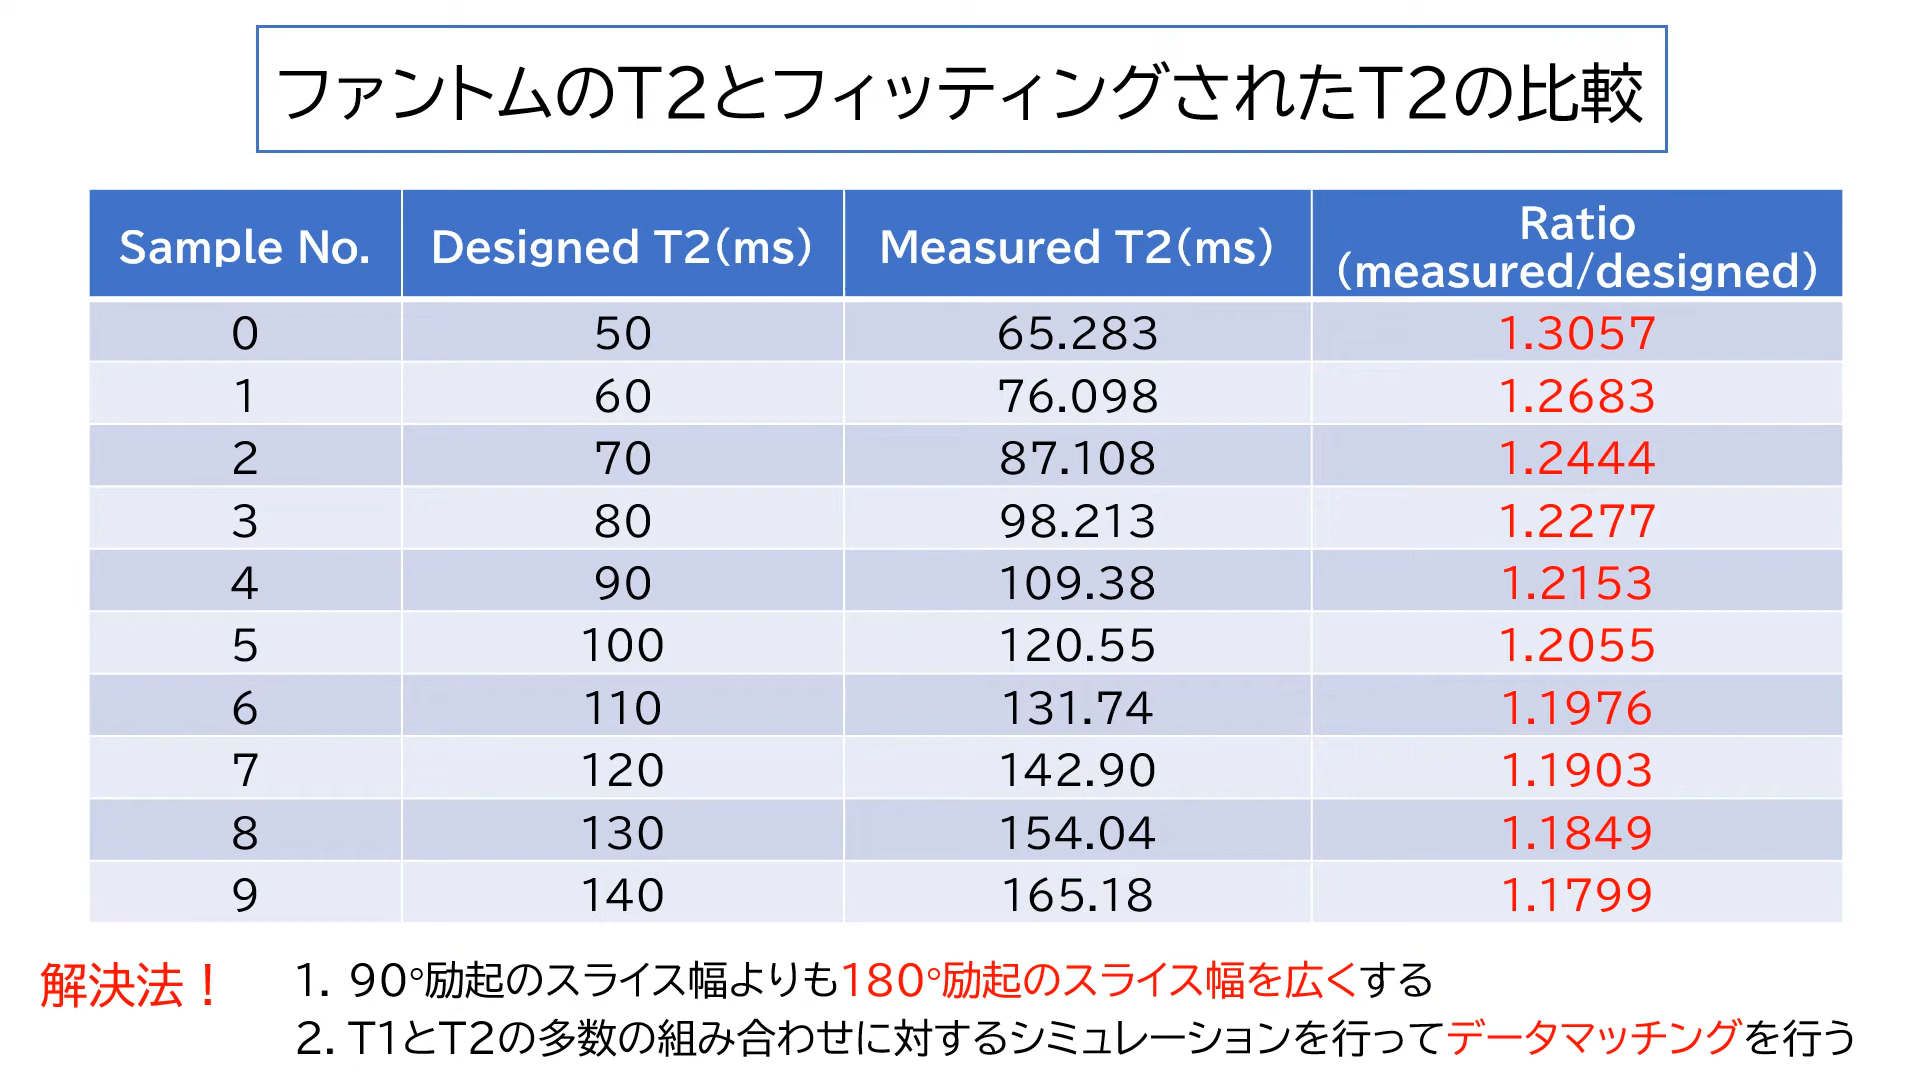 ファントムのT2とフィッティングされたT2の比較
Sample No. Designed T2(ms) Measured T2(ms) Ratio (measured/designed)
0 50 65.283 1.3057
1 60 76.098 1.2683
2 70 87.108 1.2444
3 80 98.213 1.2277
4 90 109.38 1.2153
5 100 120.55 1.2055
6 110 131.74 1.1976
7 120 142.90 1.1903
8 130 154.04 1.1849
9 140 165.18 1.1799
解決法！
1. 90°励起のスライス幅よりも180°励起のスライス幅を広くする
2. T1とT2の多数の組み合わせに対するシミュレーションを行ってデータマッチングを行う